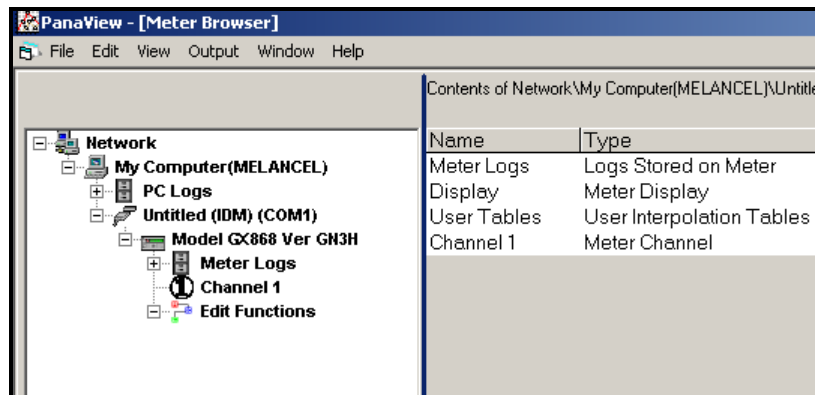 PanaView - [Meter Browser]
File Edit View Output Window Help
Contents of Network\My Computer(MELANCEL)\Untitle
Network
My Computer(MELANCEL)
PC Logs
Untitled (IDM) (COM1)
Model GX868 Ver GN3H
Meter Logs
1 Channel 1
Edit Functions
Name Type
Meter Logs Logs Stored on Meter
Display Meter Display
User Tables User Interpolation Tables
Channel 1 Meter Channel